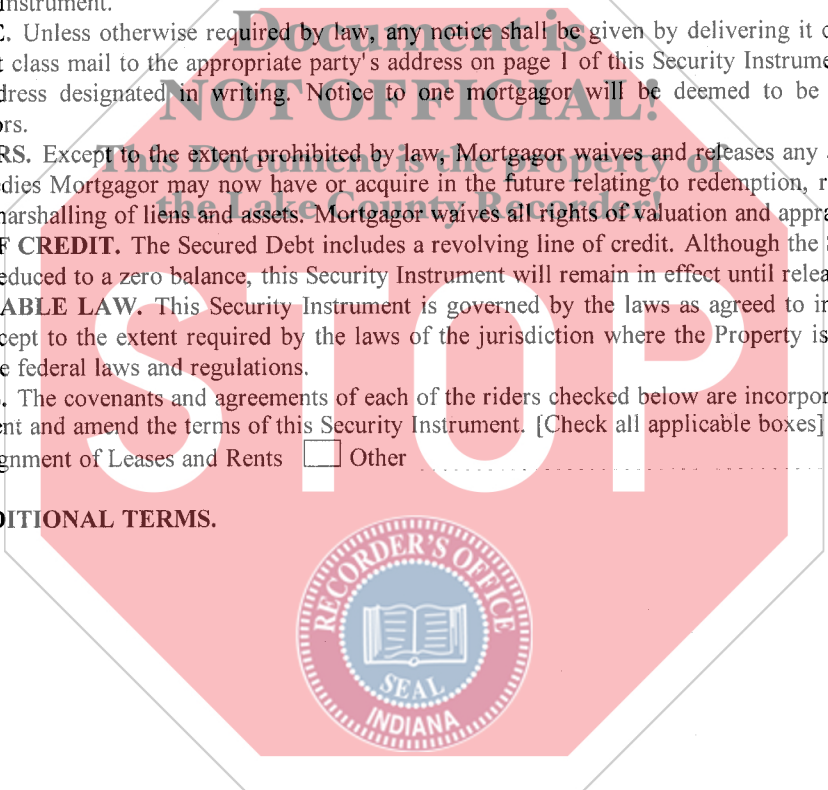 instrument.
Document is
. Unless otherwise required by law, any notice shall be given by delivering it
class mail to the appropriate party's address on page 1 of this Security Instrume
NOT OFFICIAL!
dress designated in writing. Notice to one mortgagor will be deemed to be
ors.
RS. Except to the extent prohibited by law, Mortgagor waives and releases any
This Document is the property of
edies Mortgagor may now have or acquire in the future relating to redemption, r
the Lake County Recorder!
marshalling of liens and assets. Mortgagor waives all rights of valuation and appra
F CREDIT. The Secured Debt includes a revolving line of credit. Although the S
educed to a zero balance, this Security Instrument will remain in effect until relea
ABLE LAW. This Security Instrument is governed by the laws as agreed to in
cept to the extent required by the laws of the jurisdiction where the Property is
e federal laws and regulations.
. The covenants and agreements of each of the riders checked below are incorpor
ent and amend the terms of this Security Instrument. [Check all applicable boxes]
gnment of Leases and Rents Other
STOP
DITIONAL TERMS.
RECORDER'S OFFICE
SEAL
INDIANA